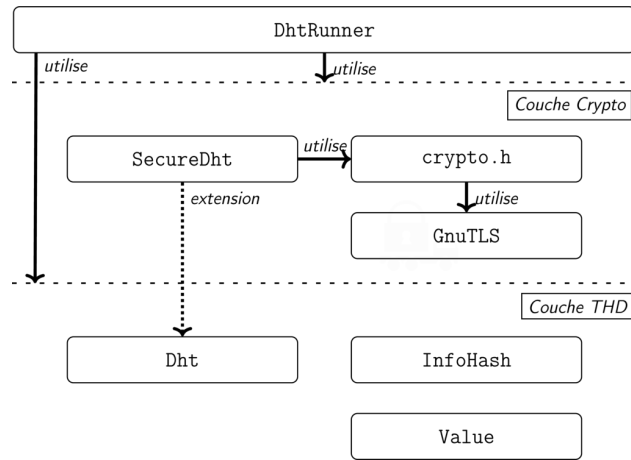 DhtRunner
utilise
utilise
Couche Crypto
SecureDht
utilise
crypto.h
extension
utilise
GnuTLS
Couche THD
Dht
InfoHash
Value